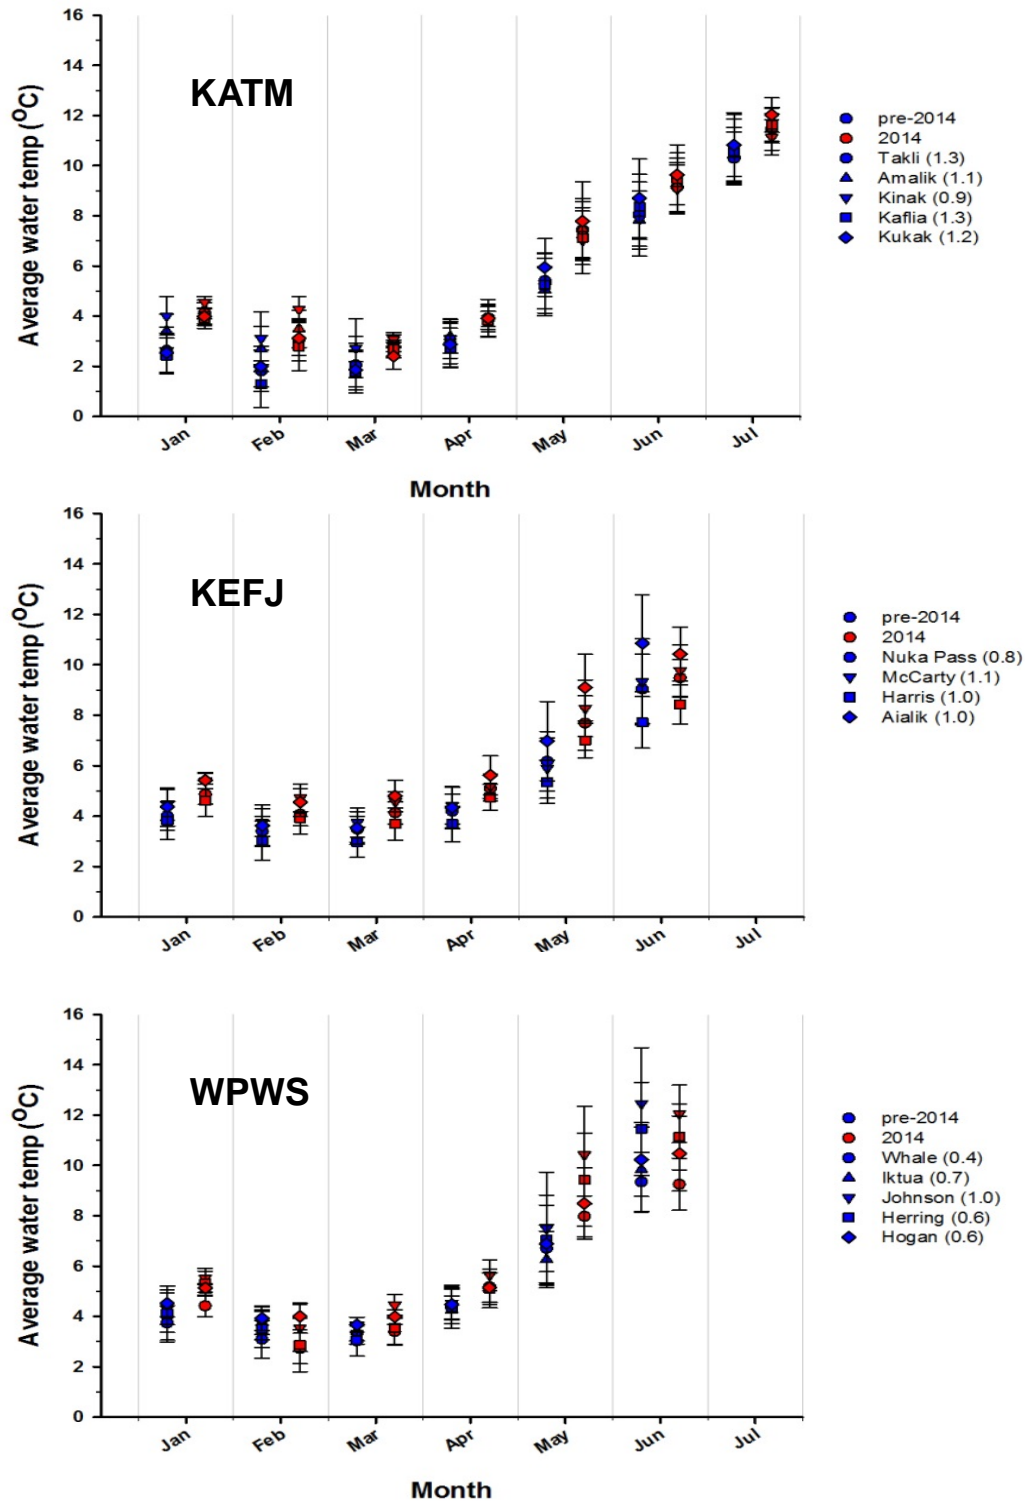 16
14
12
10
8
6
4
2
0
Average water temp (⁰C)
KATM
pre-2014
2014
Takli (1.3)
Amalik (1.1)
Kinak (0.9)
Kaflia (1.3)
Kukak (1.2)
Jan Feb Mar Apr May Jun Jul
Month
16
14
12
10
8
6
4
2
0
Average water temp (⁰C)
KEFJ
pre-2014
2014
Nuka Pass (0.8)
McCarty (1.1)
Harris (1.0)
Aialik (1.0)
Jan Feb Mar Apr May Jun Jul
16
14
12
10
8
6
4
2
0
Average water temp (⁰C)
WPWS
pre-2014
2014
Whale (0.4)
Iktua (0.7)
Johnson (1.0)
Herring (0.6)
Hogan (0.6)
Jan Feb Mar Apr May Jun Jul
Month